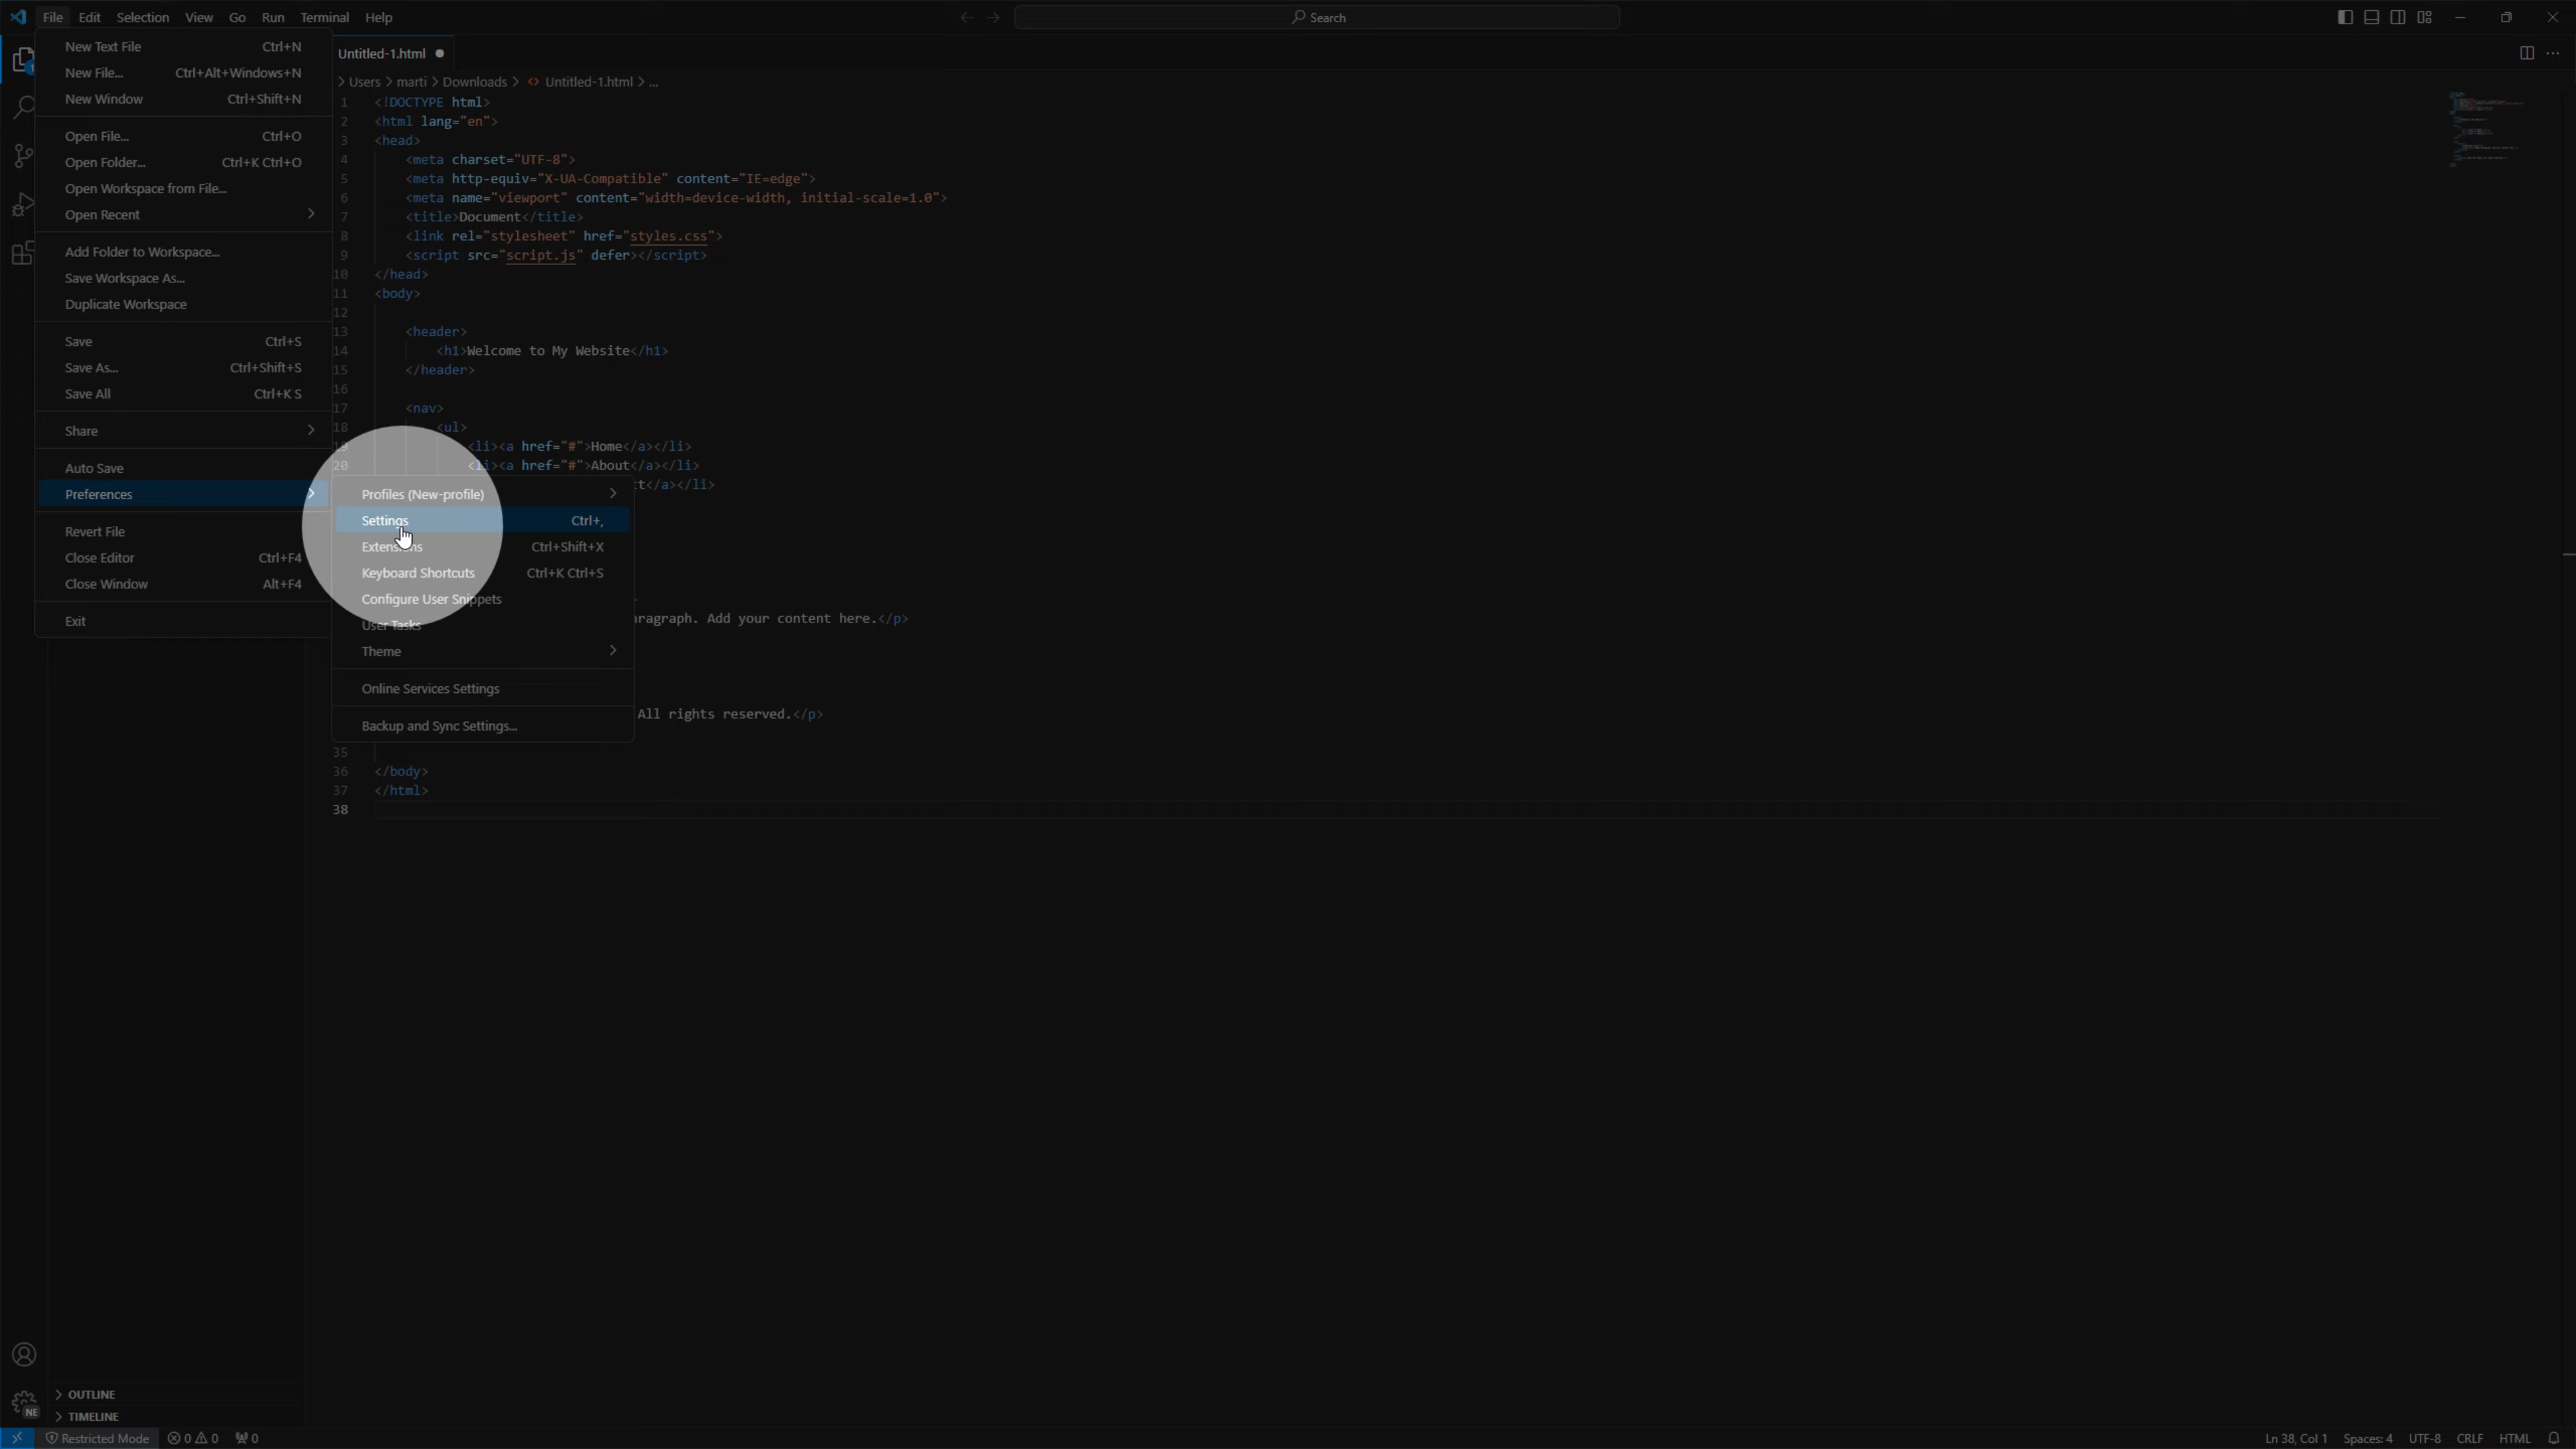 File Edit Selection View Go Run Terminal Help
Search
New Text File Ctrl+N
New File... Ctrl+Alt+Windows+N
New Window Ctrl+Shift+N
Open File... Ctrl+O
Open Folder... Ctrl+K Ctrl+O
Open Workspace from File...
Open Recent
Add Folder to Workspace...
Save Workspace As...
Duplicate Workspace
Save Ctrl+S
Save As... Ctrl+Shift+S
Save All Ctrl+K S
Share
Auto Save
Preferences
Revert File
Close Editor Ctrl+F4
Close Window Alt+F4
Exit
Profiles (New-profile)
Settings Ctrl+,
Extensions Ctrl+Shift+X
Keyboard Shortcuts Ctrl+K Ctrl+S
Configure User Snippets
User Tasks
Theme
Online Services Settings
Backup and Sync Settings...
Untitled-1.html
> Users > marti > Downloads > <> Untitled-1.html > ...
1 <!DOCTYPE html>
2 <html lang="en">
3 <head>
4 <meta charset="UTF-8">
5 <meta http-equiv="X-UA-Compatible" content="IE=edge">
6 <meta name="viewport" content="width=device-width, initial-scale=1.0">
7 <title>Document</title>
8 <link rel="stylesheet" href="styles.css">
9 <script src="script.js" defer></script>
10 </head>
11 <body>
12
13 <header>
14 <h1>Welcome to My Website</h1>
15 </header>
16
17 <nav>
18 <ul>
19 <li><a href="#">Home</a></li>
20 <li><a href="#">About</a></li>
ct</a></li>
ragraph. Add your content here.</p>
All rights reserved.</p>
35
36 </body>
37 </html>
38
NE
OUTLINE
TIMELINE
Restricted Mode 0 0 0
Ln 38, Col 1 Spaces: 4 UTF-8 CRLF HTML